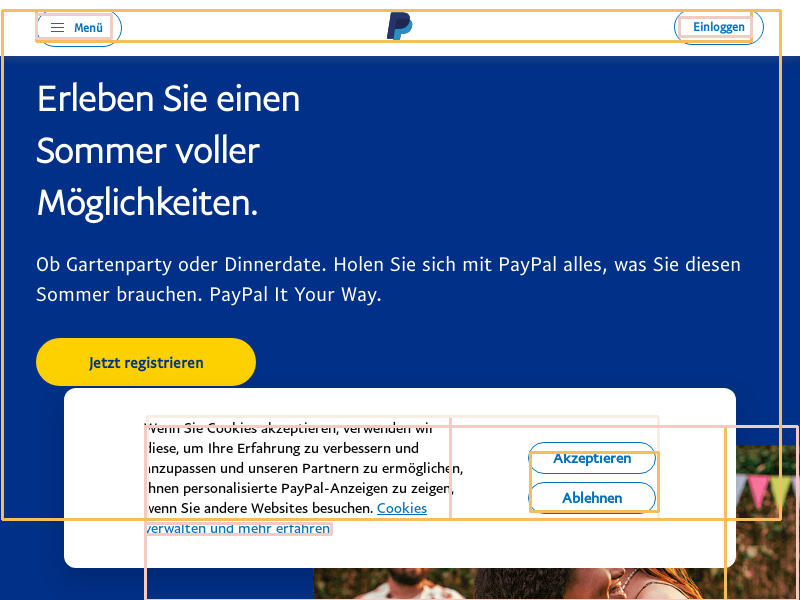 Menü
Einloggen
Erleben Sie einen
Sommer voller
Möglichkeiten.
Ob Gartenparty oder Dinnerdate. Holen Sie sich mit PayPal alles, was Sie diesen
Sommer brauchen. PayPal It Your Way.
Jetzt registrieren
Wenn Sie Cookies akzeptieren, verwenden wir
diese, um Ihre Erfahrung zu verbessern und
anzupassen und unseren Partnern zu ermöglichen,
Ihnen personalisierte PayPal-Anzeigen zu zeigen,
wenn Sie andere Websites besuchen. Cookies
verwalten und mehr erfahren
Akzeptieren
Ablehnen